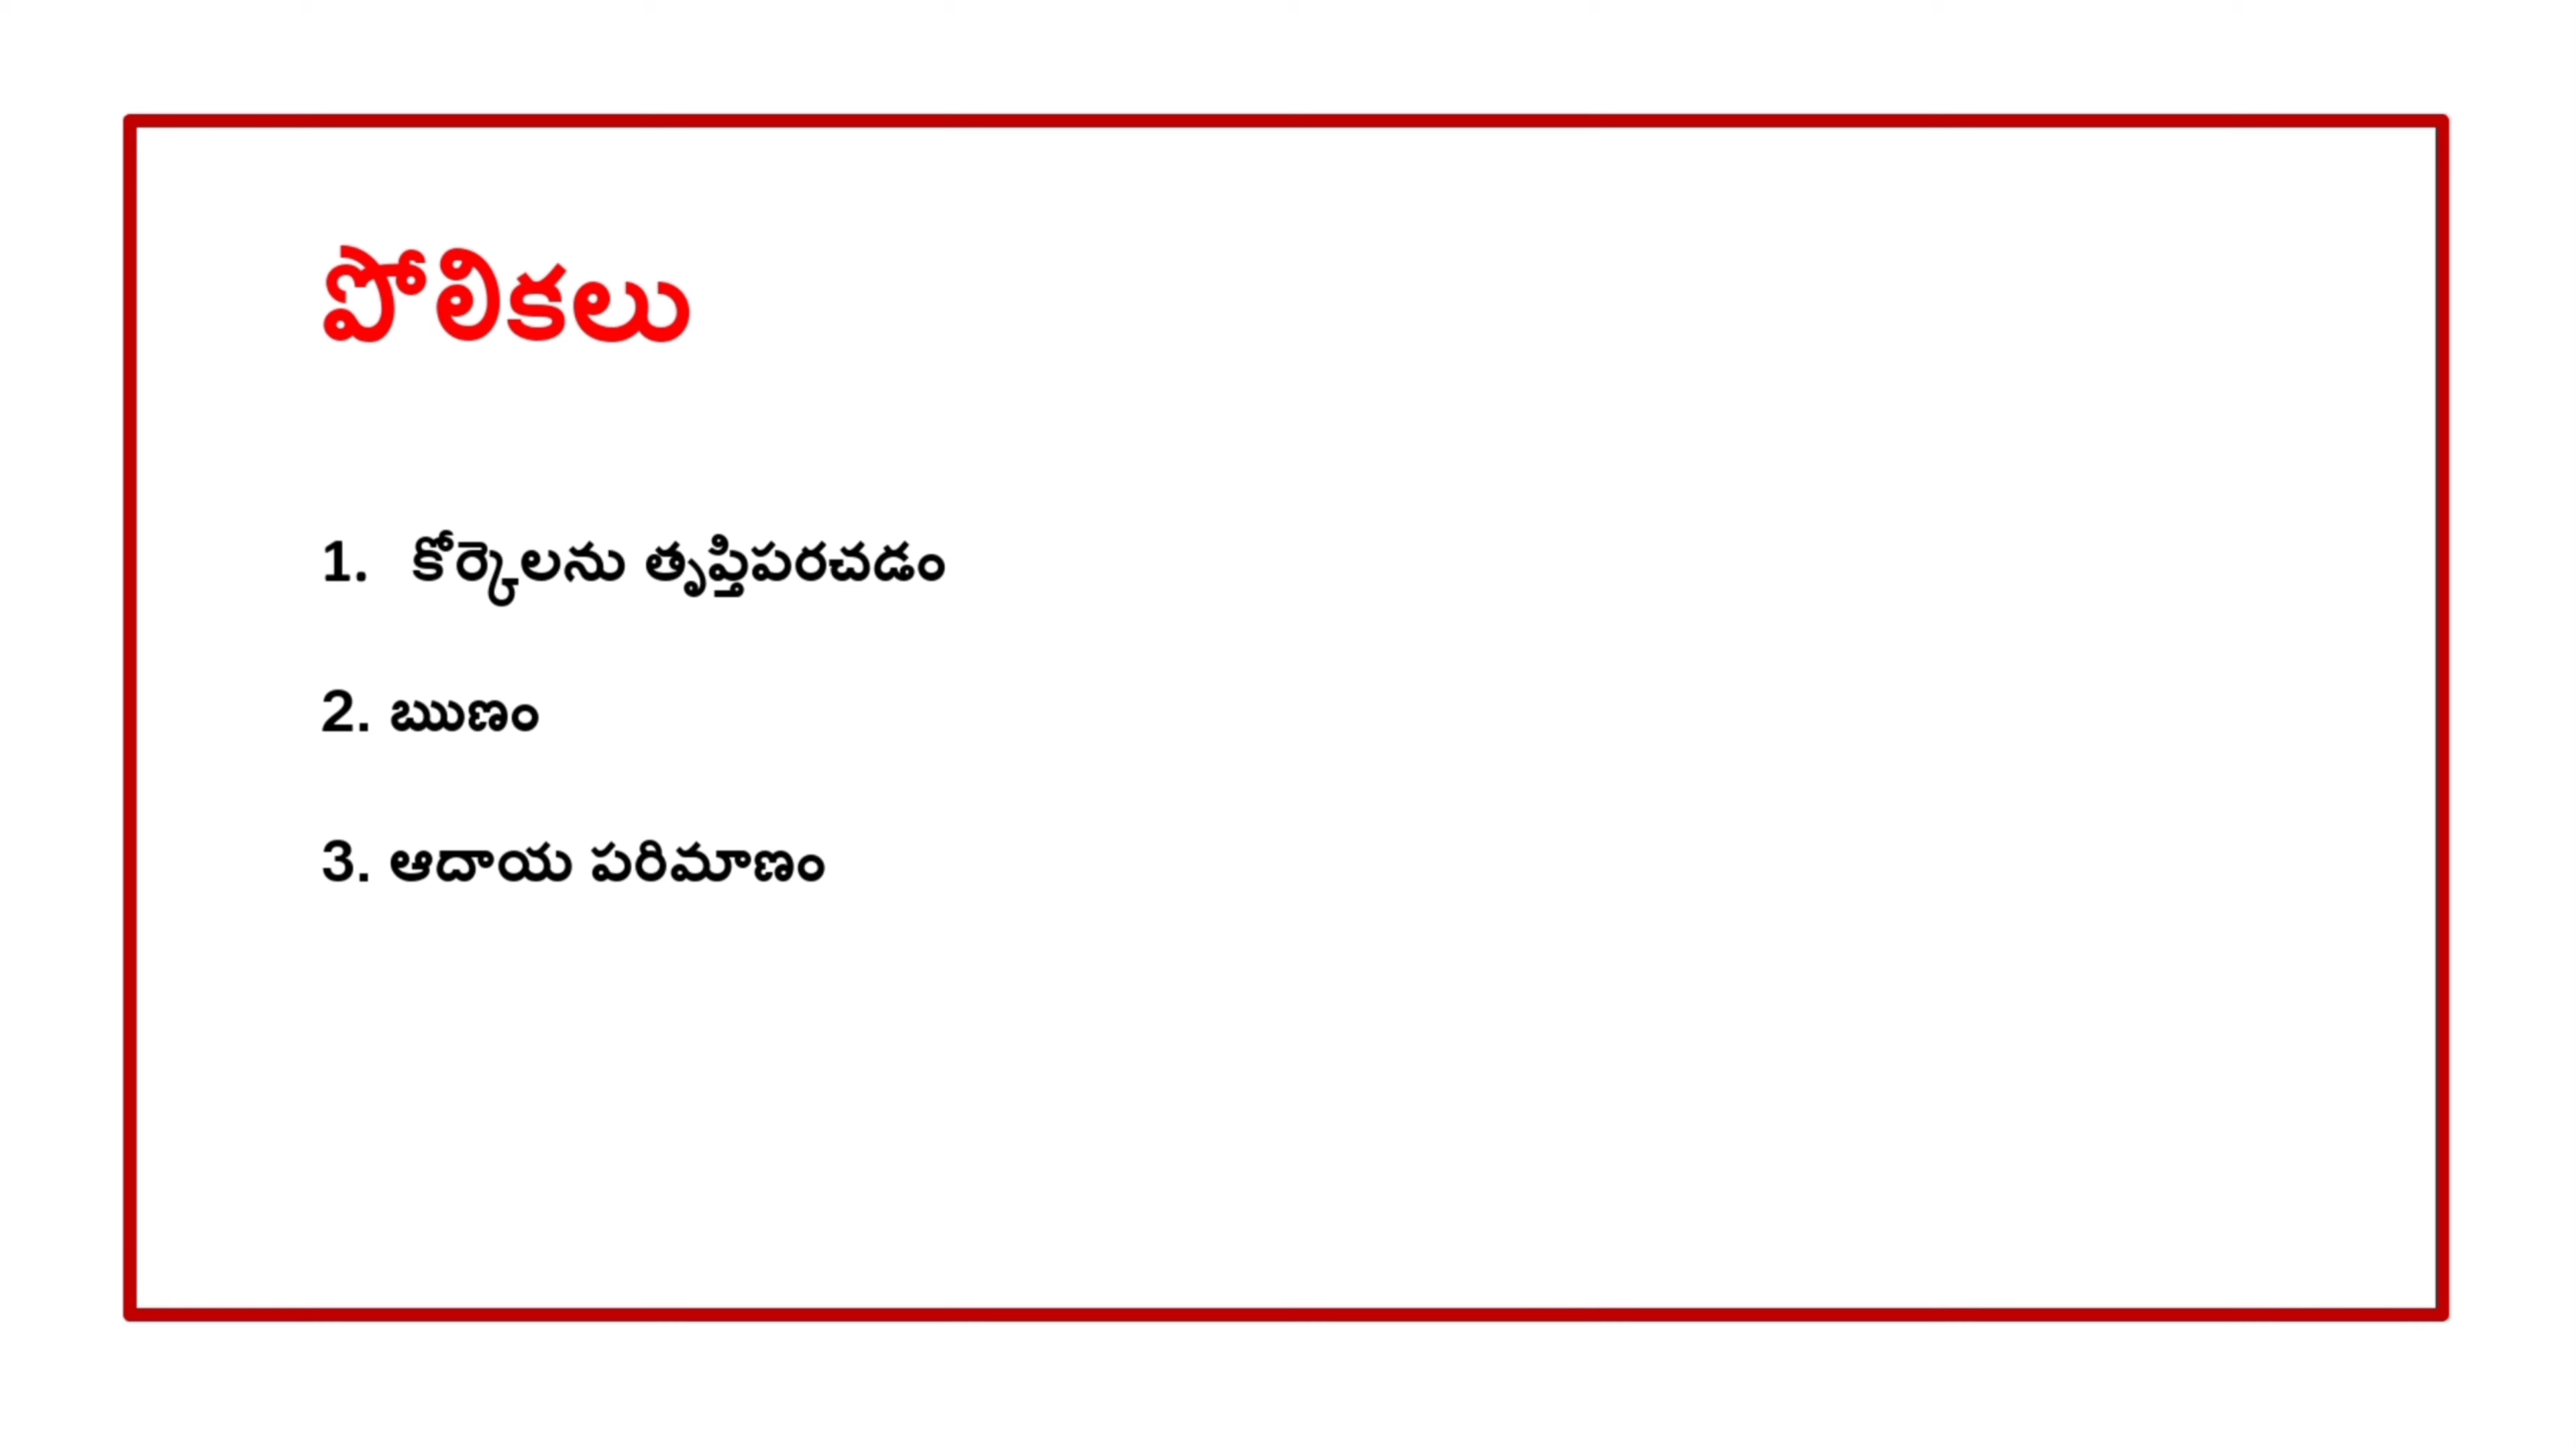 పోలికలు
1. కోర్కెలను తృప్తిపరచడం
2. ఋణం
3. ఆదాయ పరిమాణం